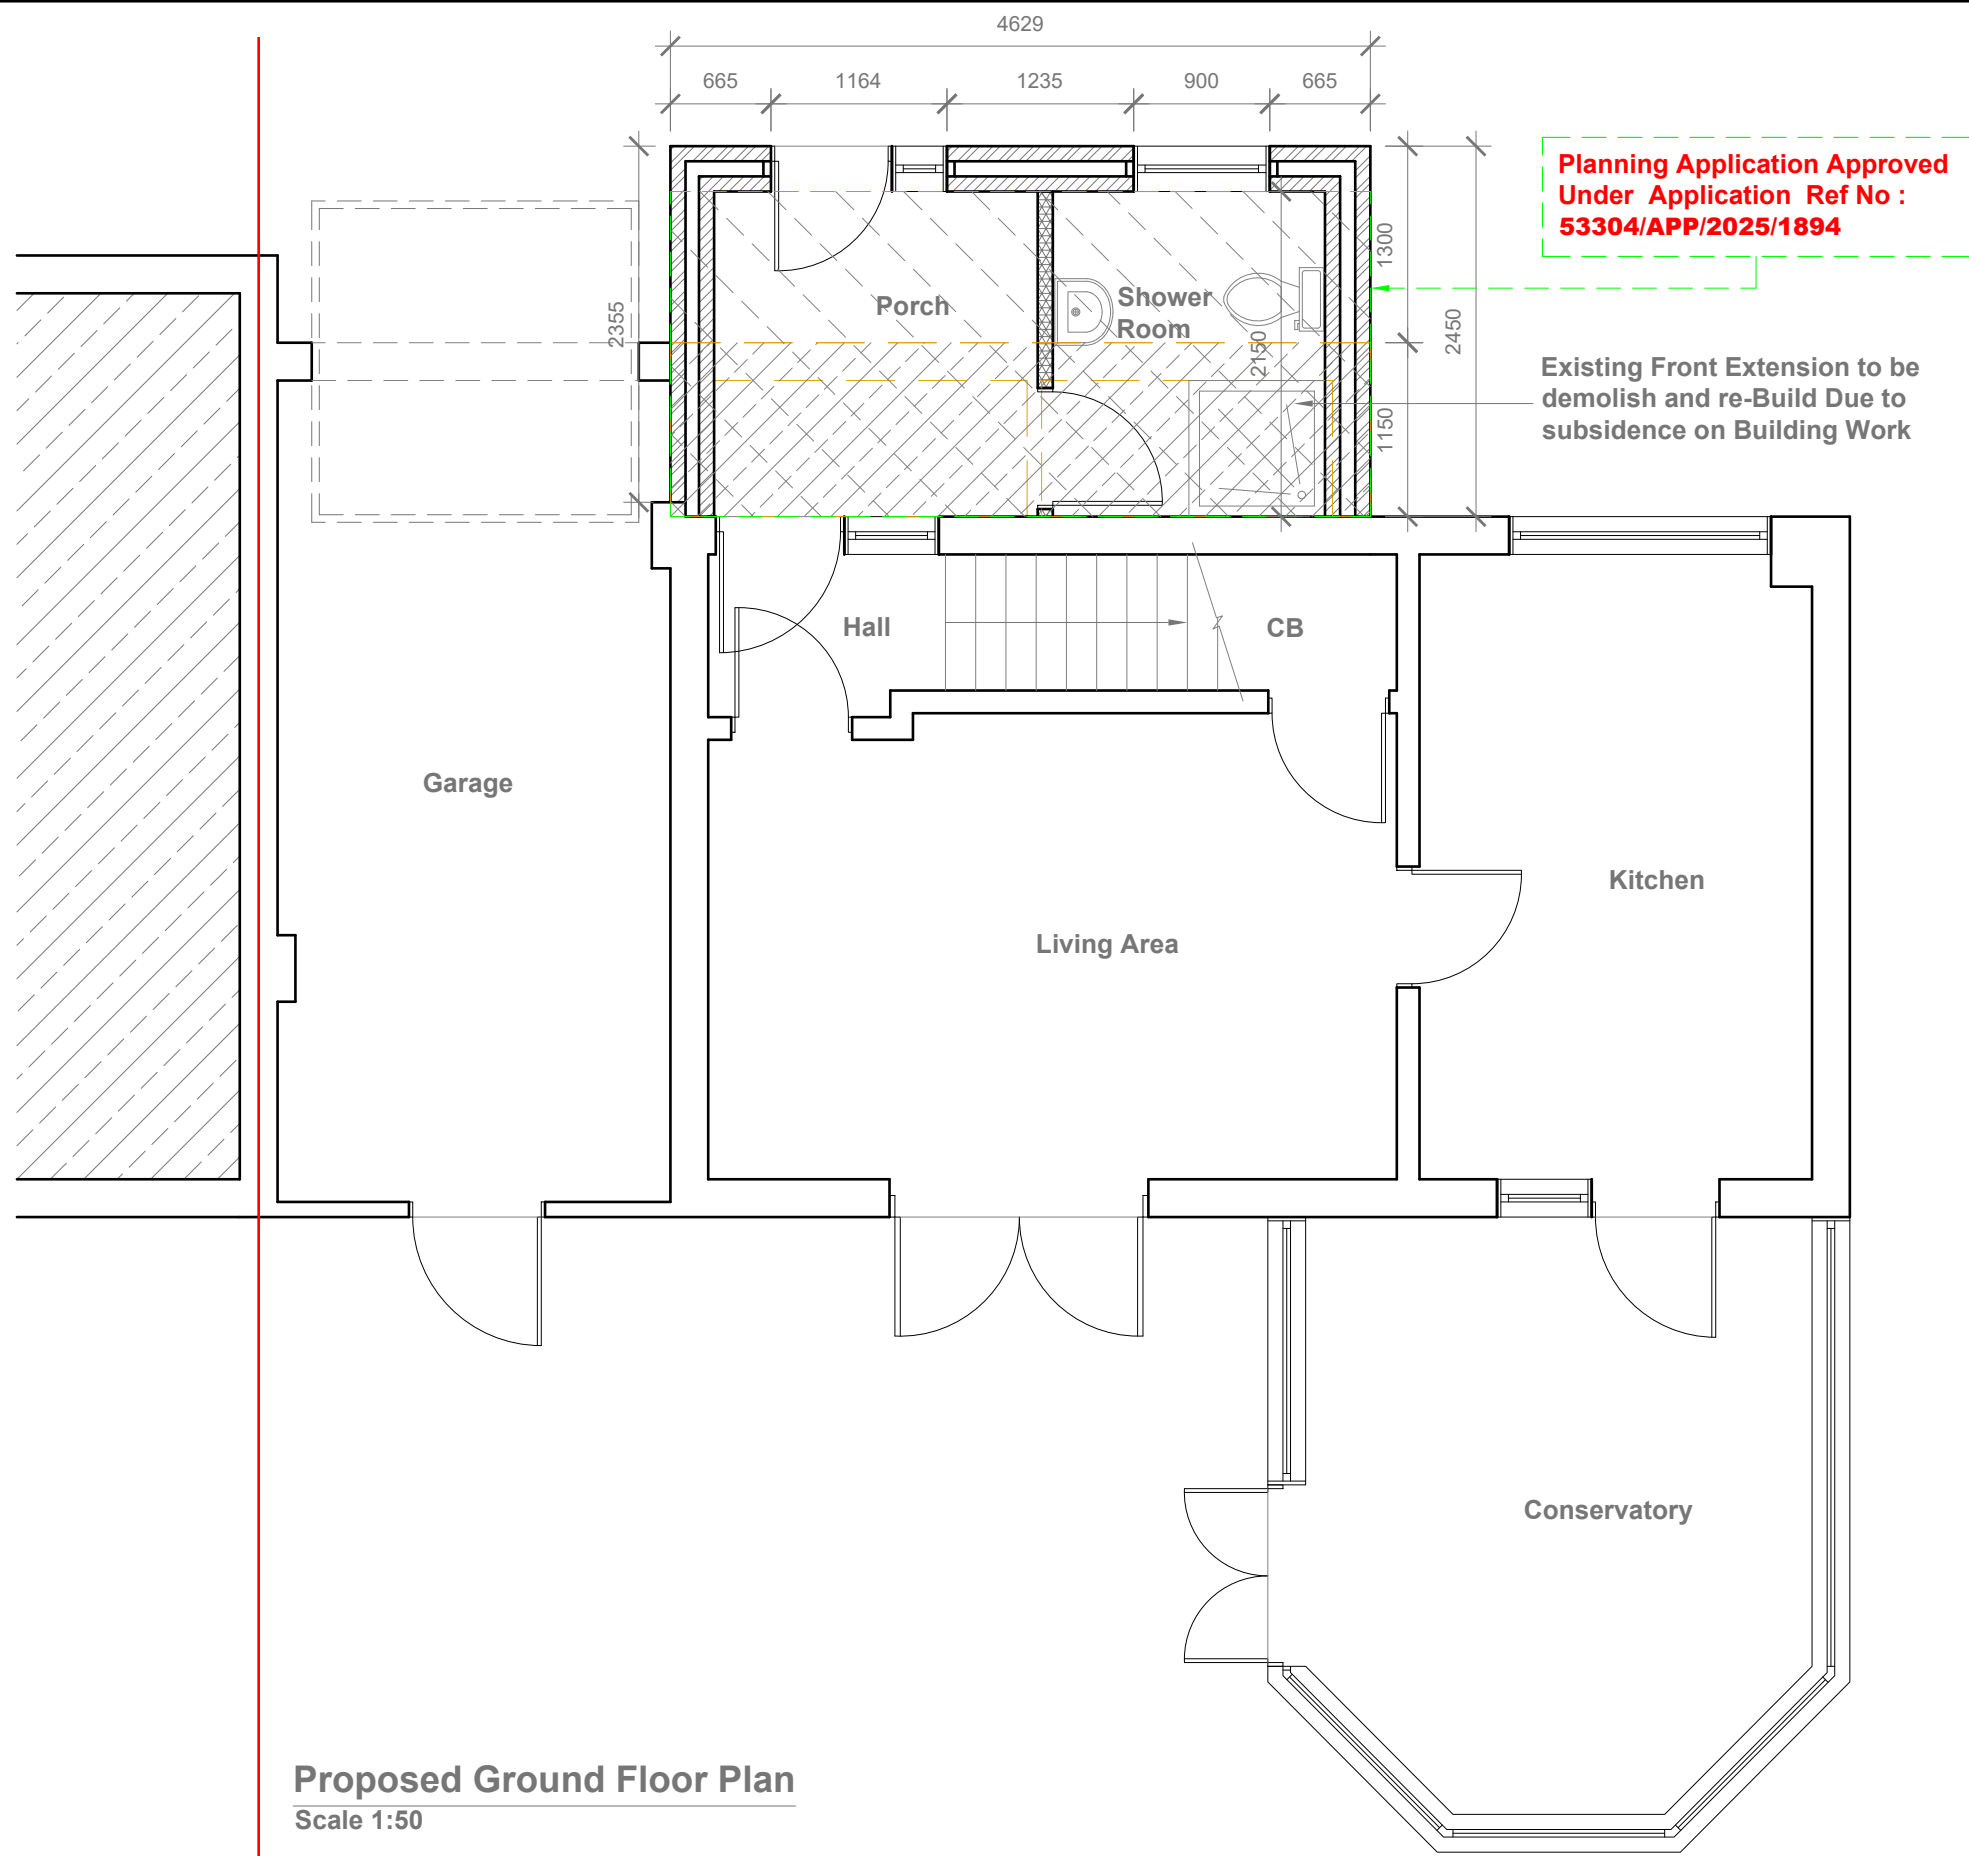 4629
665 1164 1235 900 665
Planning Application Approved
Under Application Ref No :
53304/APP/2025/1894
1300
2355
2450
Porch
Shower
Room
2150
1150
Existing Front Extension to be
demolish and re-Build Due to
subsidence on Building Work
Hall
CB
Garage
Kitchen
Living Area
Conservatory
Proposed Ground Floor Plan
Scale 1:50